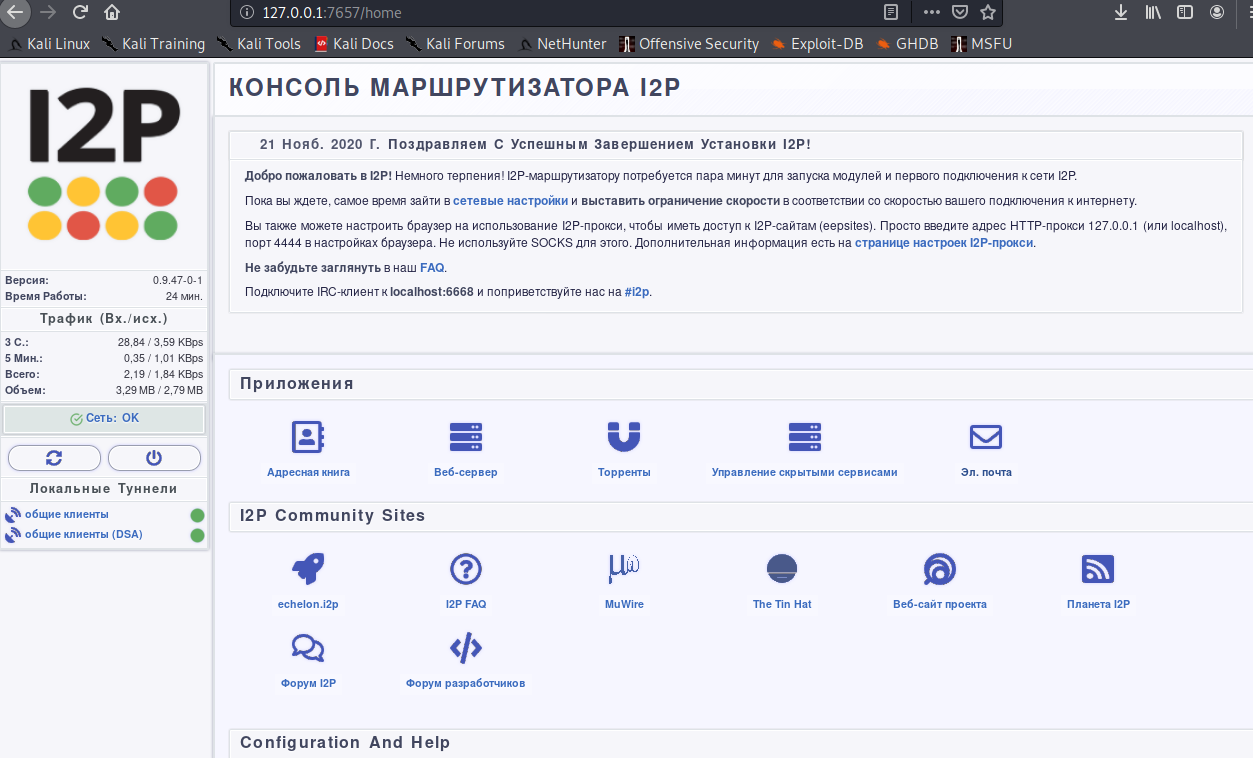 127.0.0.1:7657/home
Kali Linux Kali Training Kali Tools Kali Docs Kali Forums NetHunter Offensive Security Exploit-DB GHDB MSFU
I2P
Версия: 0.9.47-0-1
Время Работы: 24 мин.
Трафик (Вх./исх.)
3 С.: 28,84 / 3,59 KBps
5 Мин.: 0,35 / 1,01 KBps
Всего: 2,19 / 1,84 KBps
Объем: 3,29 MB / 2,79 MB
Сеть: OK
Локальные Туннели
общие клиенты
общие клиенты (DSA)
КОНСОЛЬ МАРШРУТИЗАТОРА I2P
21 Нояб. 2020 Г. Поздравляем С Успешным Завершением Установки I2P!
Добро пожаловать в I2P! Немного терпения! I2P-маршрутизатору потребуется пара минут для запуска модулей и первого подключения к сети I2P.
Пока вы ждете, самое время зайти в сетевые настройки и выставить ограничение скорости в соответствии со скоростью вашего подключения к интернету.
Вы также можете настроить браузер на использование I2P-прокси, чтобы иметь доступ к I2P-сайтам (eepsites). Просто введите адрес HTTP-прокси 127.0.0.1 (или localhost),
порт 4444 в настройках браузера. Не используйте SOCKS для этого. Дополнительная информация есть на странице настроек I2P-прокси.
Не забудьте заглянуть в наш FAQ.
Подключите IRC-клиент к localhost:6668 и поприветствуйте нас на #i2p.
Приложения
Адресная книга Веб-сервер Торренты Управление скрытыми сервисами Эл. почта
I2P Community Sites
μω
echelon.i2p I2P FAQ MuWire The Tin Hat Веб-сайт проекта Планета I2P
Форум I2P Форум разработчиков
Configuration And Help